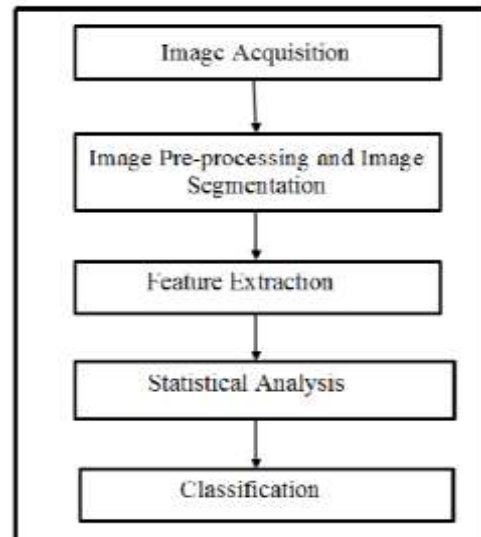 Image Acquisition
Image Pre-processing and Image
Segmentation
Feature Extraction
Statistical Analysis
Classification